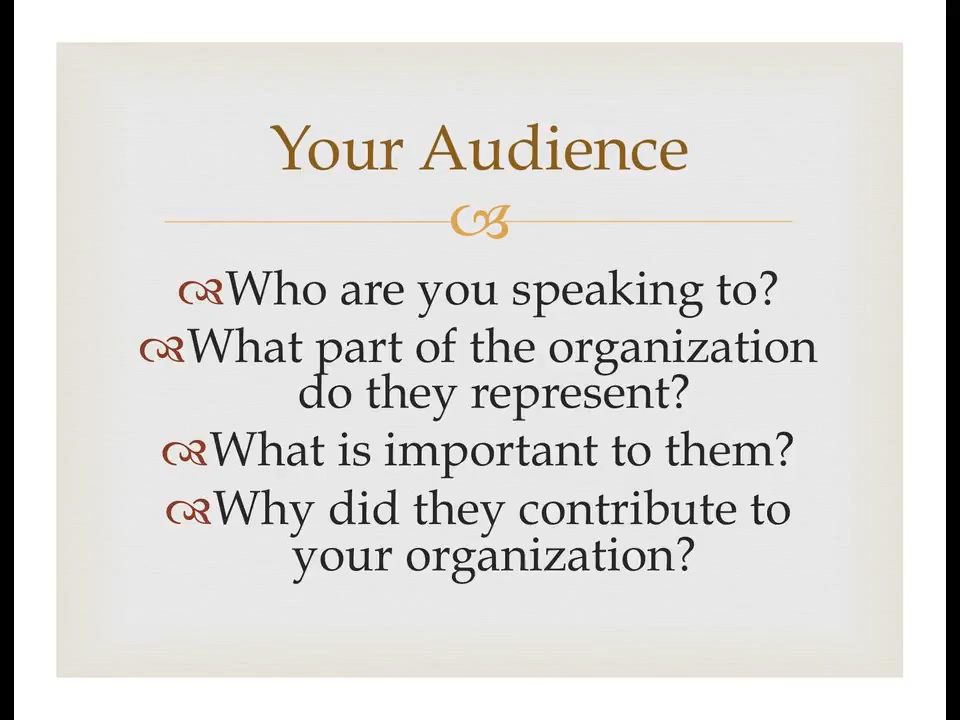 Your Audience
Who are you speaking to?
What part of the organization
do they represent?
What is important to them?
Why did they contribute to
your organization?